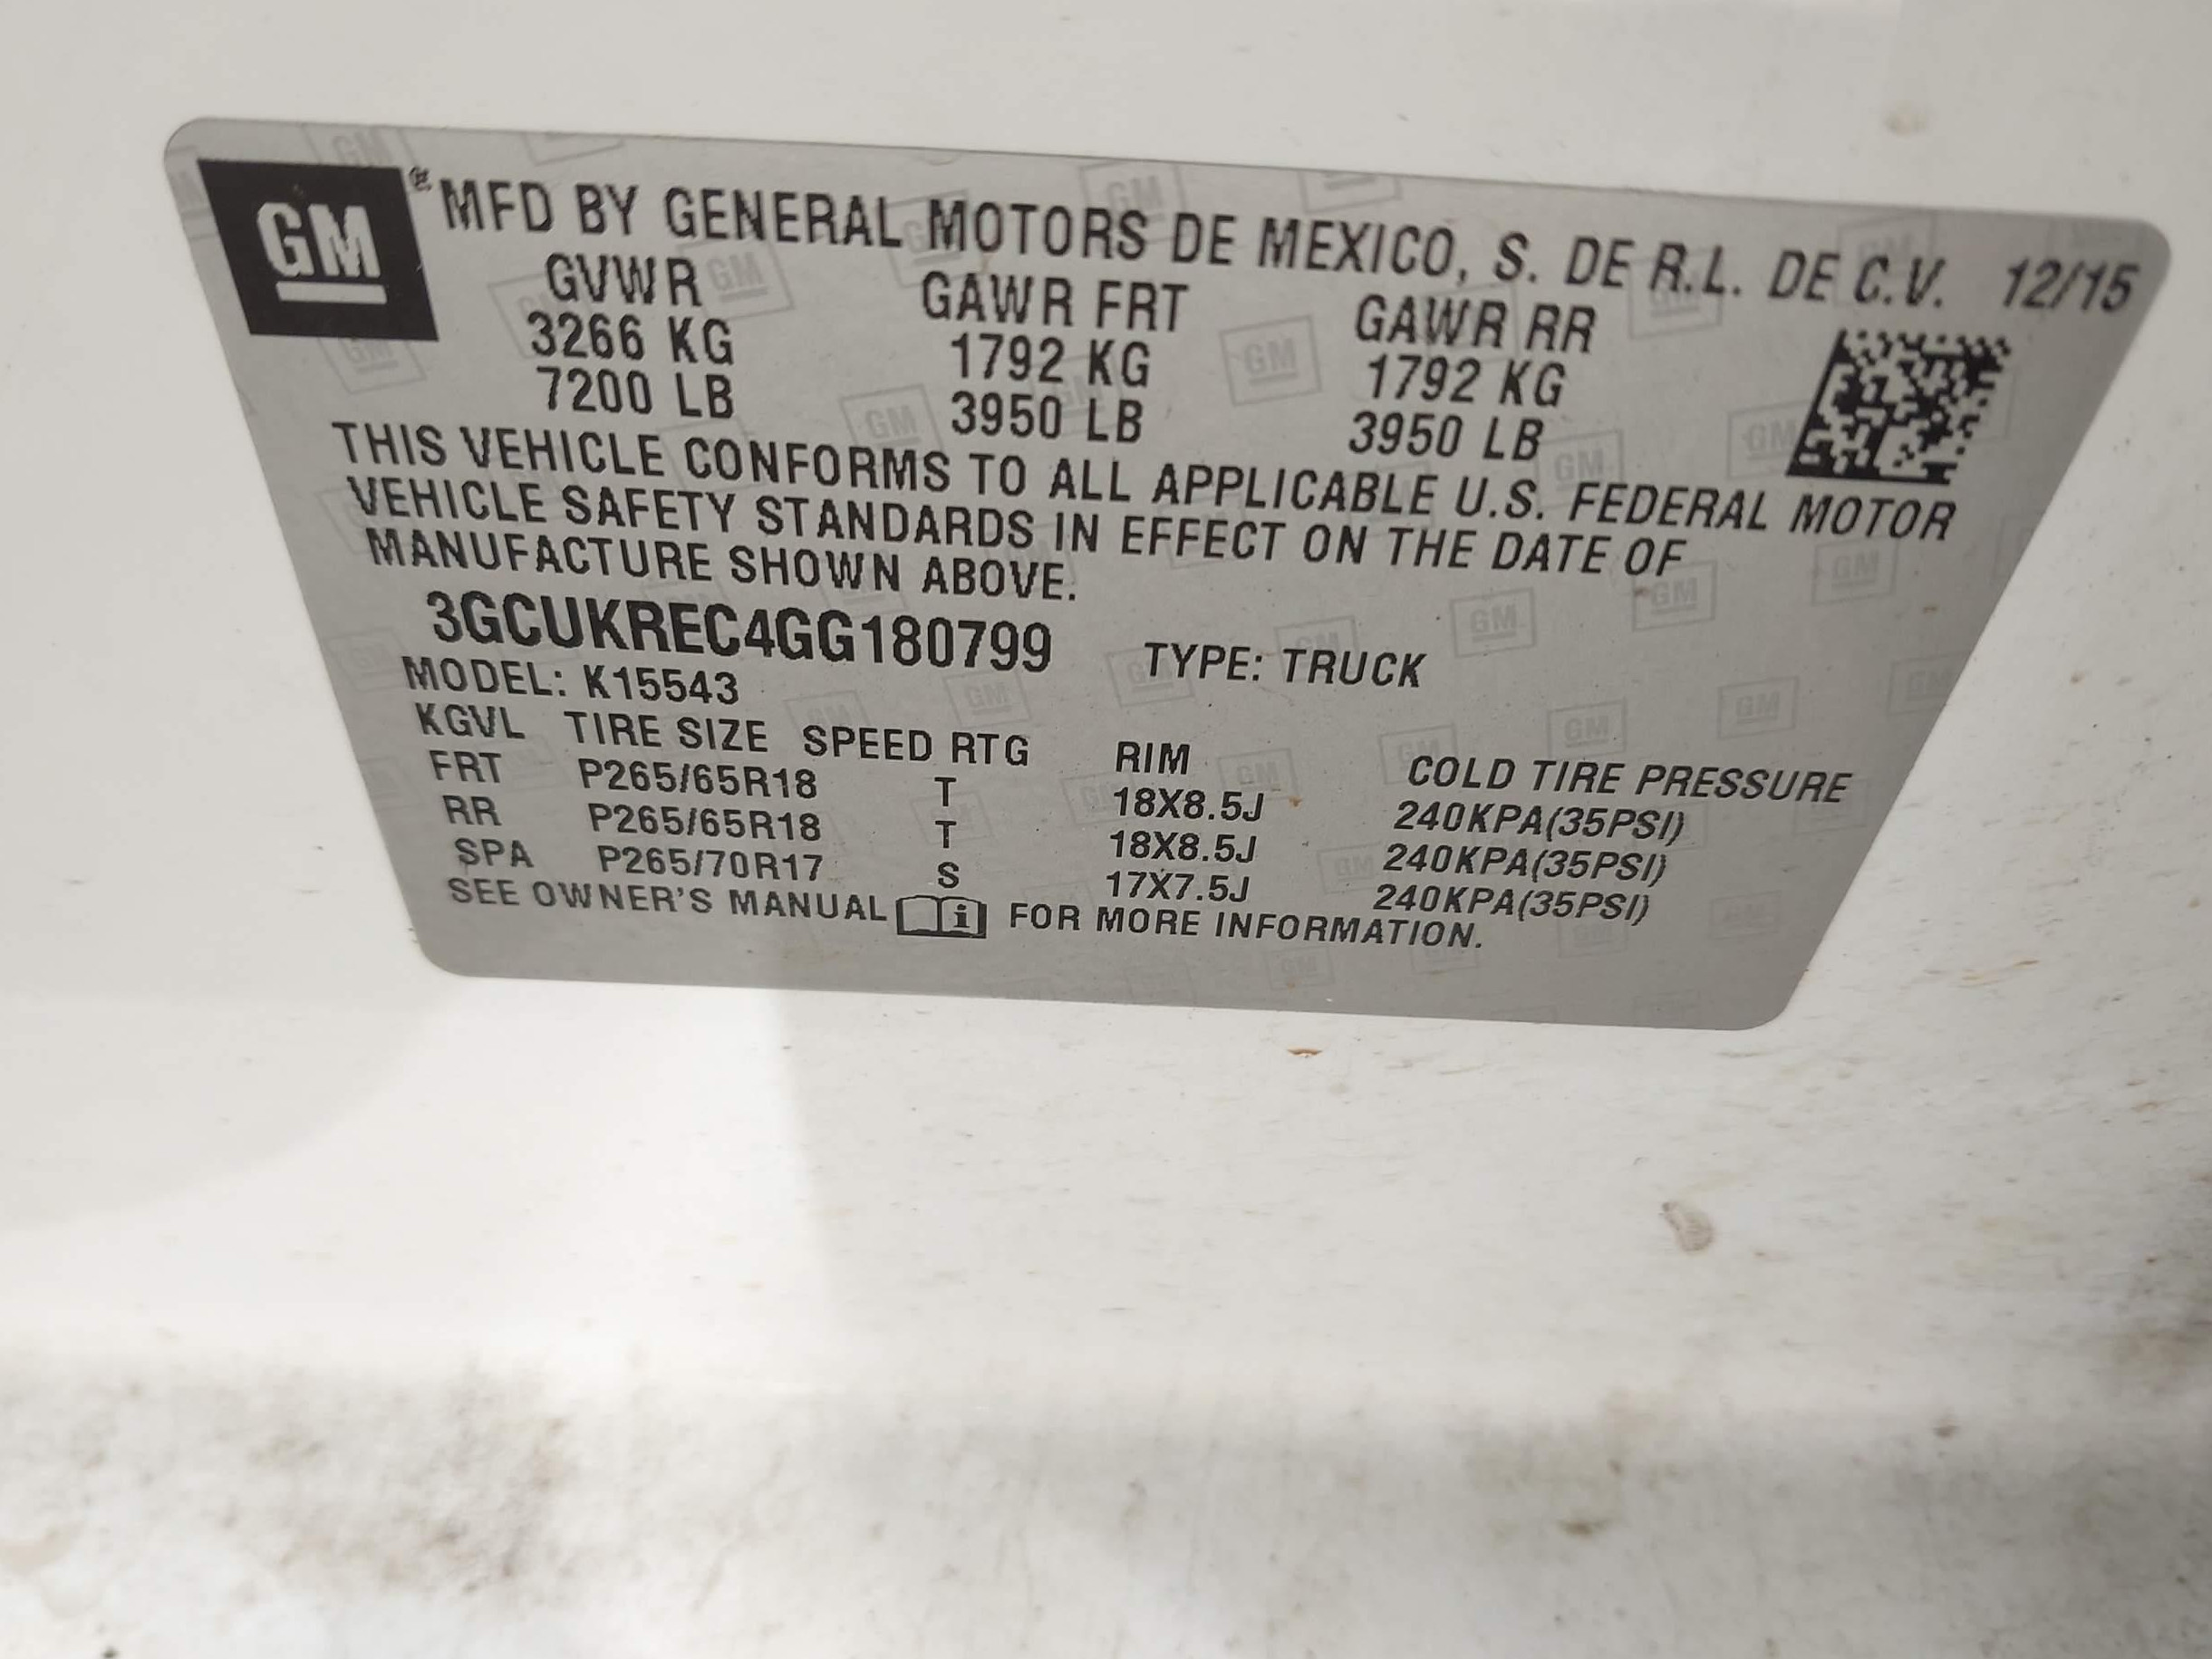 GM
® MFD BY GENERAL MOTORS DE MEXICO, S. DE R.L. DE C.V. 12/15
GVWR GAWR FRT GAWR RR
3266 KG 1792 KG 1792 KG
7200 LB 3950 LB 3950 LB
THIS VEHICLE CONFORMS TO ALL APPLICABLE U.S. FEDERAL MOTOR
VEHICLE SAFETY STANDARDS IN EFFECT ON THE DATE OF
MANUFACTURE SHOWN ABOVE.
3GCUKREC4GG180799 TYPE: TRUCK
MODEL: K15543
KGVL TIRE SIZE SPEED RTG RIM COLD TIRE PRESSURE
FRT P265/65R18 T 18X8.5J 240KPA(35PSI)
RR P265/65R18 T 18X8.5J 240KPA(35PSI)
SPA P265/70R17 S 17X7.5J 240KPA(35PSI)
SEE OWNER'S MANUAL i FOR MORE INFORMATION.